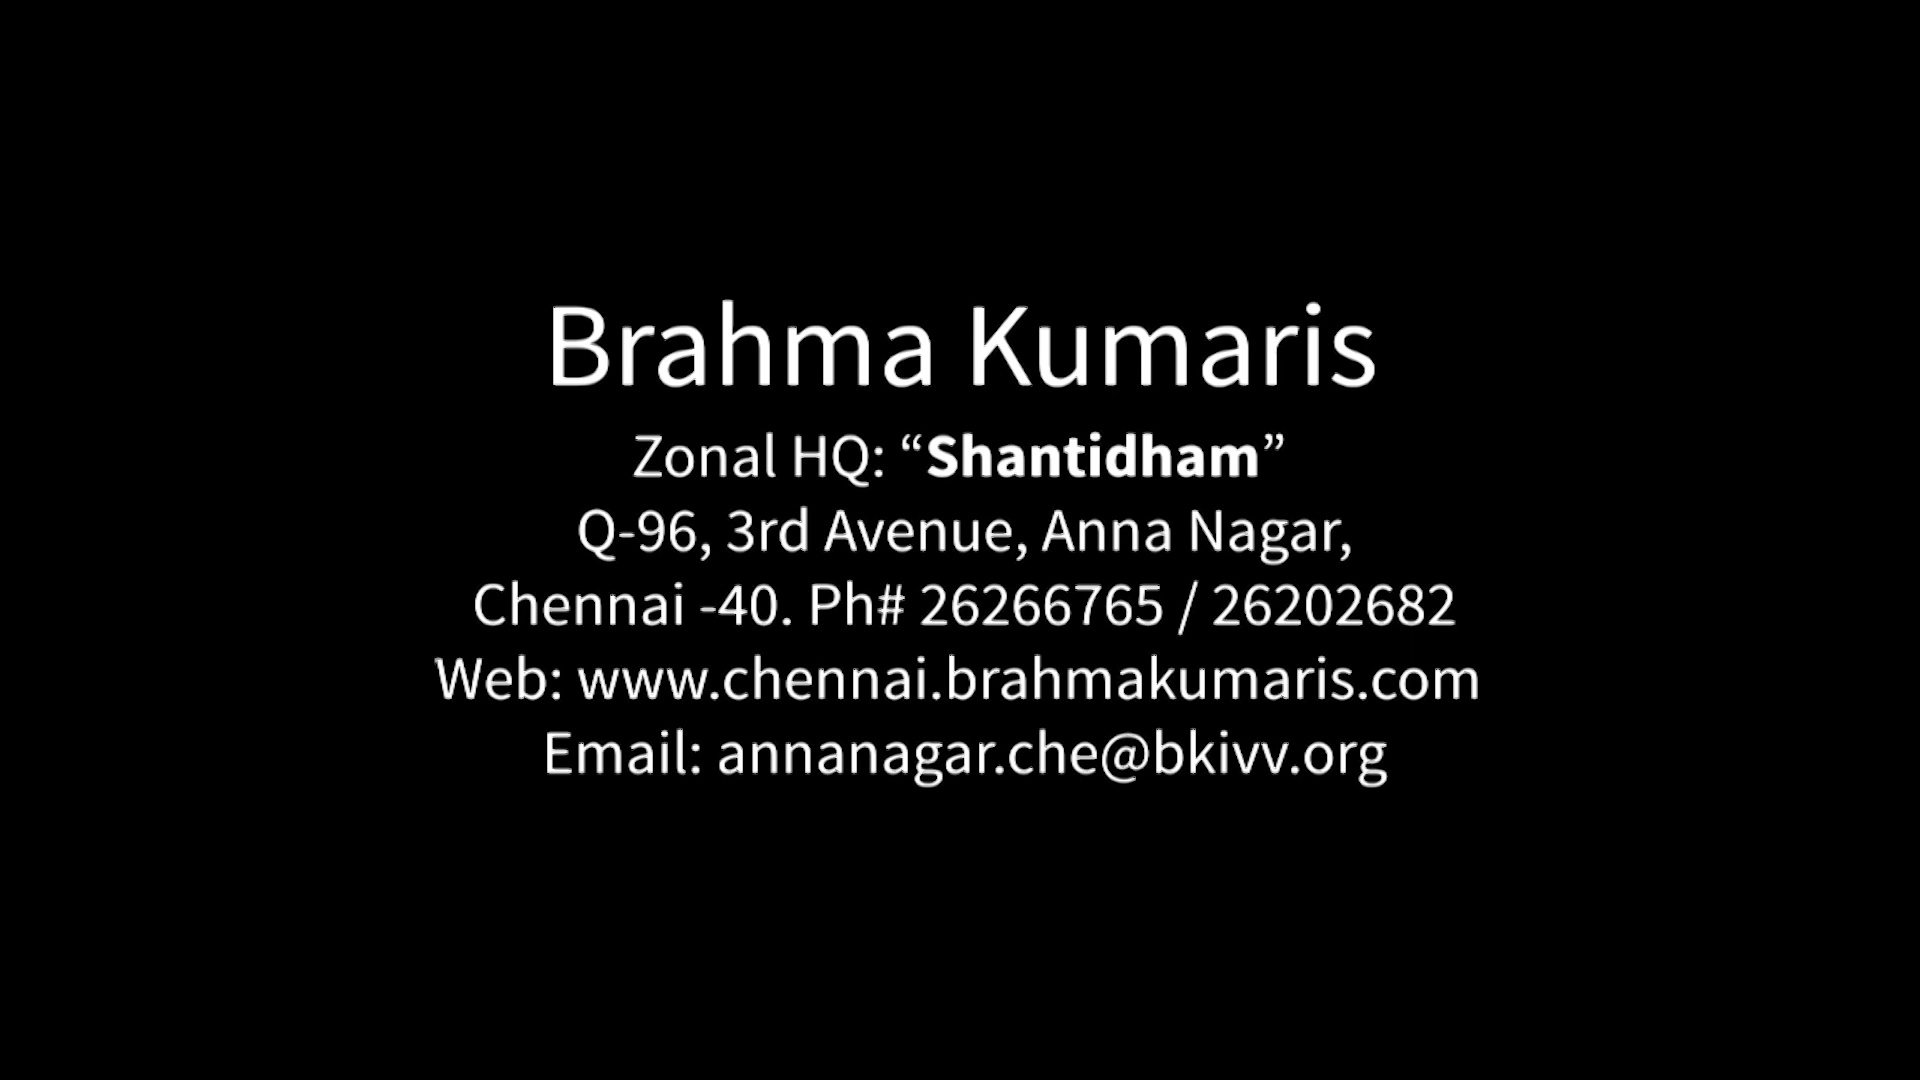 Brahma Kumaris
Zonal HQ: “Shantidham”
Q-96, 3rd Avenue, Anna Nagar,
Chennai -40. Ph# 26266765 / 26202682
Web: www.chennai.brahmakumaris.com
Email: annanagar.che@bkivv.org